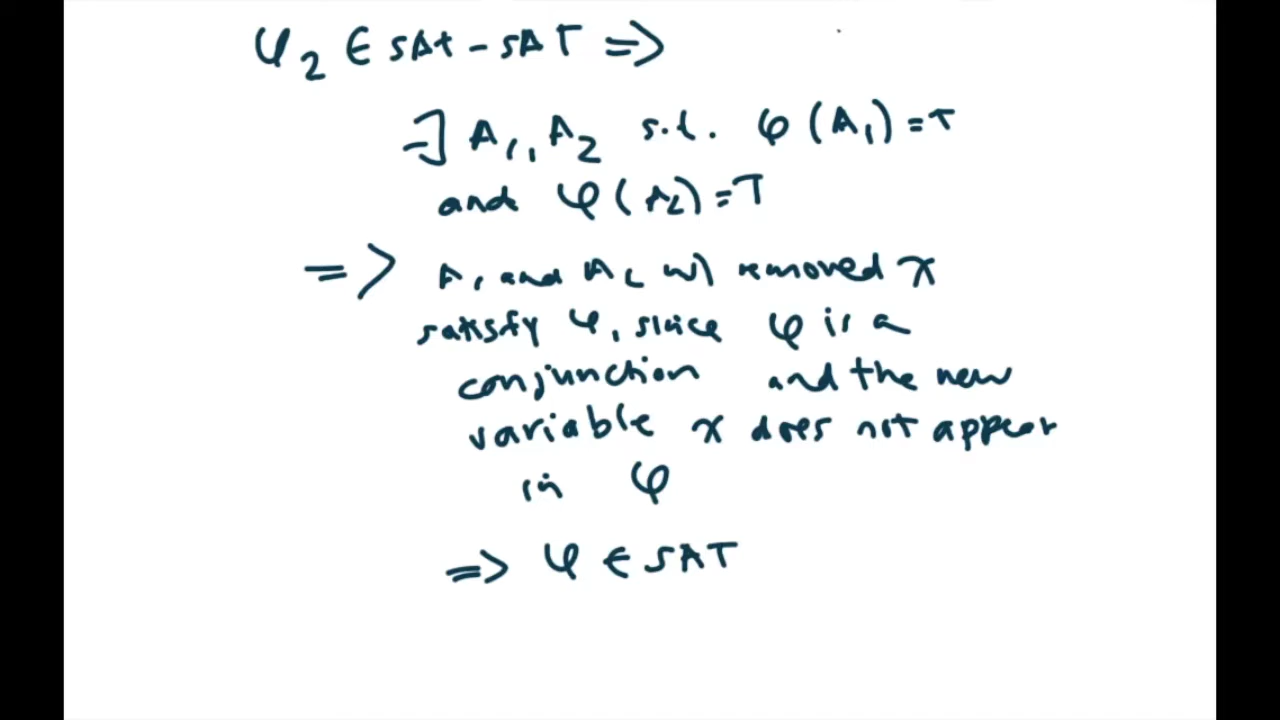 φ₂ ∈ SAT - SAT ⇒
∃ A₁, A₂ s.t. φ(A₁)=T
and φ(A₂)=T
⇒ A₁ and A₂ w/ removed x
satisfy φ, since φ is a
conjunction and the new
variable x does not appear
in φ
⇒ φ ∈ SAT